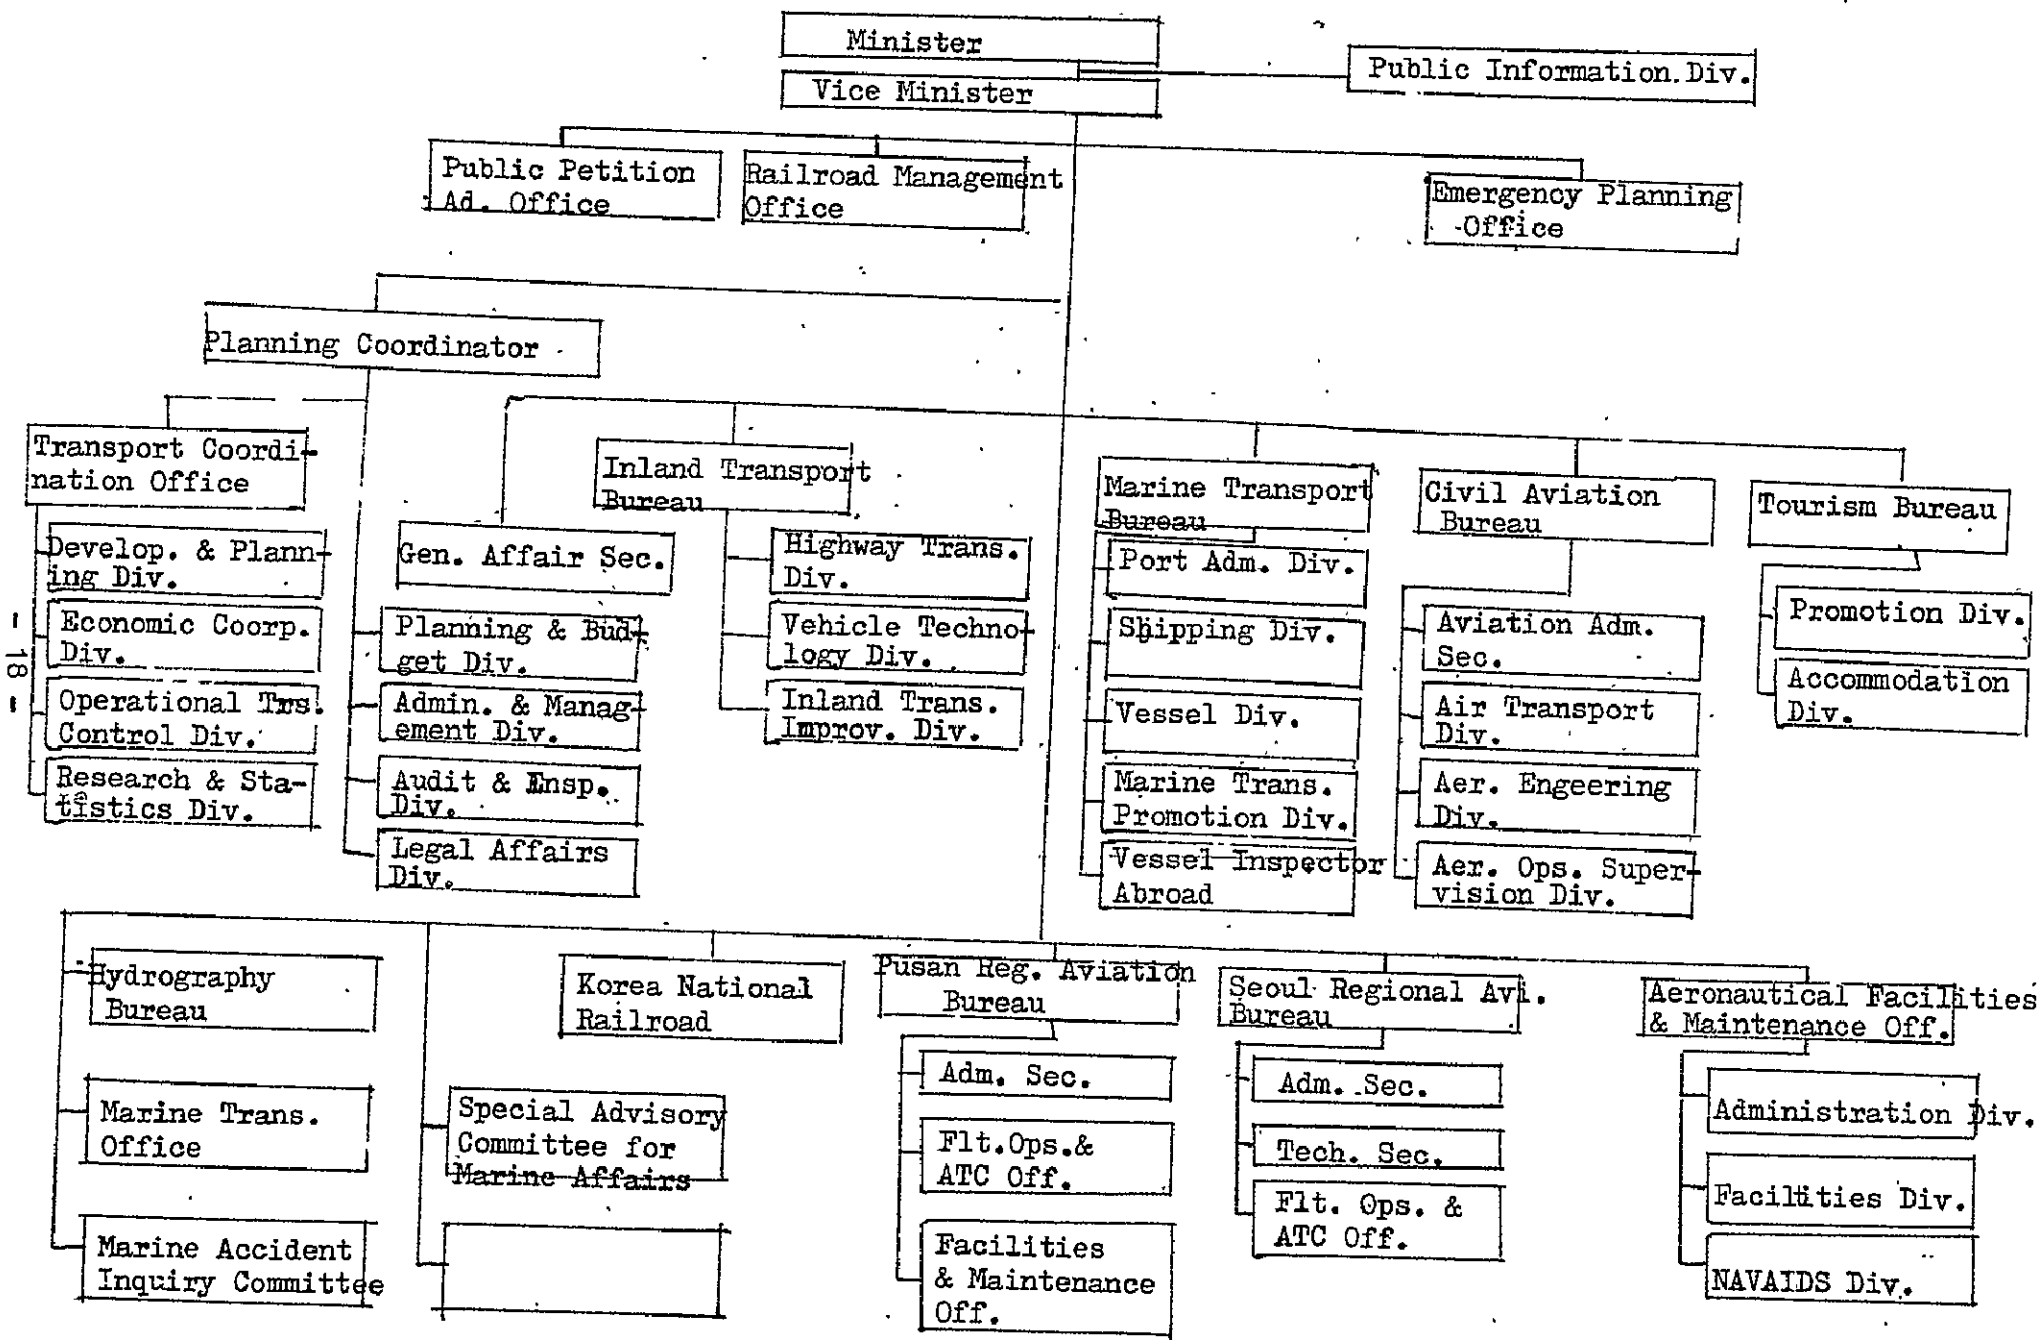 Minister
Public Information Div.
Vice Minister
Public Petition
Ad. Office
Railroad Management
Office
Emergency Planning
Office
Planning Coordinator
Transport Coordi-
nation Office
Develop. & Plann-
ing Div.
Economic Coorp.
Div.
Operational Trs.
Control Div.
Research & Sta-
tistics Div.
Gen. Affair Sec.
Planning & Bud-
get Div.
Admin. & Manag-
ement Div.
Audit & Ensp.
Div.
Legal Affairs
Div.
Inland Transport
Bureau
Highway Trans.
Div.
Vehicle Techno-
logy Div.
Inland Trans.
Improv. Div.
Marine Transport
Bureau
Port Adm. Div.
Shipping Div.
Vessel Div.
Marine Trans.
Promotion Div.
Vessel Inspector
Abroad
Civil Aviation
Bureau
Aviation Adm.
Sec.
Air Transport
Div.
Aer. Engeering
Div.
Aer. Ops. Super-
vision Div.
Tourism Bureau
Promotion Div.
Accommodation
Div.
- 18 -
Hydrography
Bureau
Marine Trans.
Office
Marine Accident
Inquiry Committee
Special Advisory
Committee for
Marine Affairs
Korea National
Railroad
Pusan Reg. Aviation
Bureau
Adm. Sec.
Flt.Ops.&
ATC Off.
Facilities
& Maintenance
Off.
Seoul Regional Avi.
Bureau
Adm. Sec.
Tech. Sec.
Flt. Ops. &
ATC Off.
Aeronautical Facilities
& Maintenance Off.
Administration Div.
Facilities Div.
NAVAIDS Div.